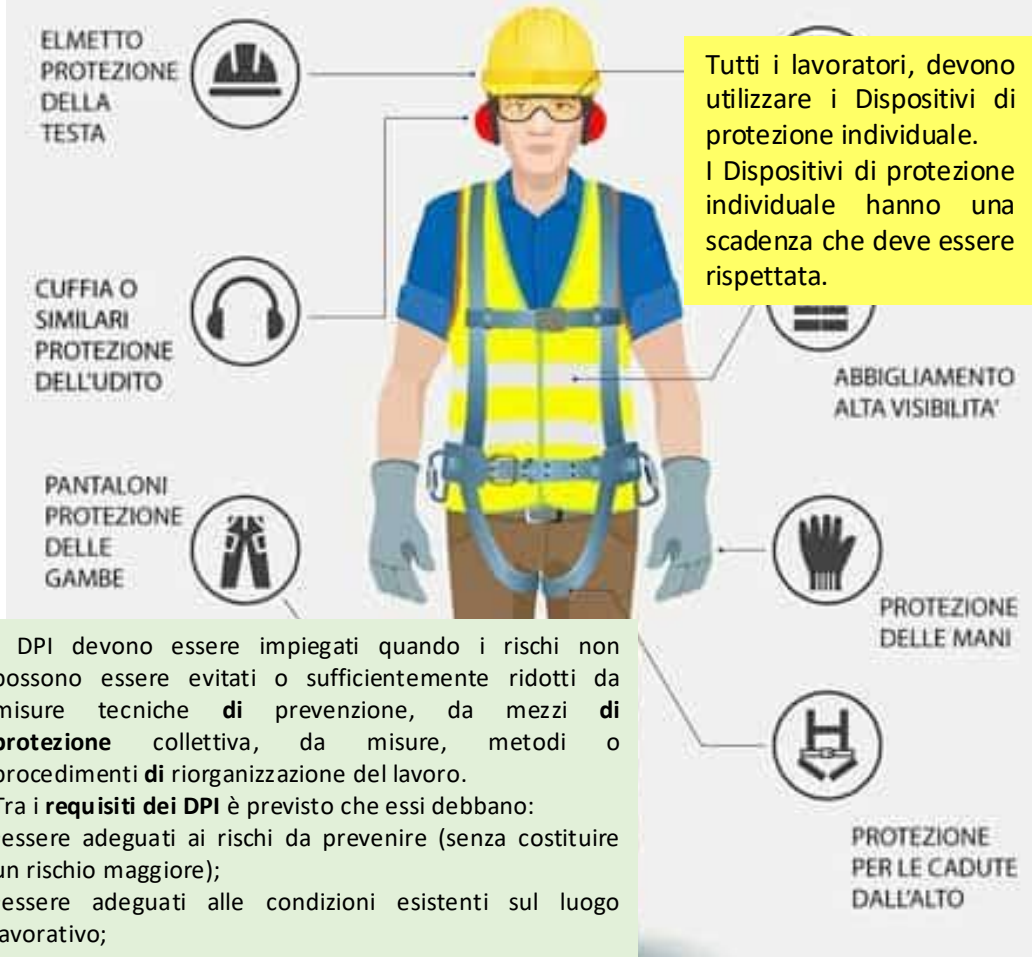 ELMETTO
PROTEZIONE
DELLA
TESTA
Tutti i lavoratori, devono
utilizzare i Dispositivi di
protezione individuale.
I Dispositivi di protezione
individuale hanno una
scadenza che deve essere
rispettata.
CUFFIA O
SIMILARI
PROTEZIONE
DELL'UDITO
ABBIGLIAMENTO
ALTA VISIBILITA'
PANTALONI
PROTEZIONE
DELLE
GAMBE
PROTEZIONE
DELLE MANI
DPI devono essere impiegati quando i rischi non
possono essere evitati o sufficientemente ridotti da
misure tecniche di prevenzione, da mezzi di
protezione collettiva, da misure, metodi o
procedimenti di riorganizzazione del lavoro.
Tra i requisiti dei DPI è previsto che essi debbano:
essere adeguati ai rischi da prevenire (senza costituire
un rischio maggiore);
essere adeguati alle condizioni esistenti sul luogo
lavorativo;
PROTEZIONE
PER LE CADUTE
DALL'ALTO